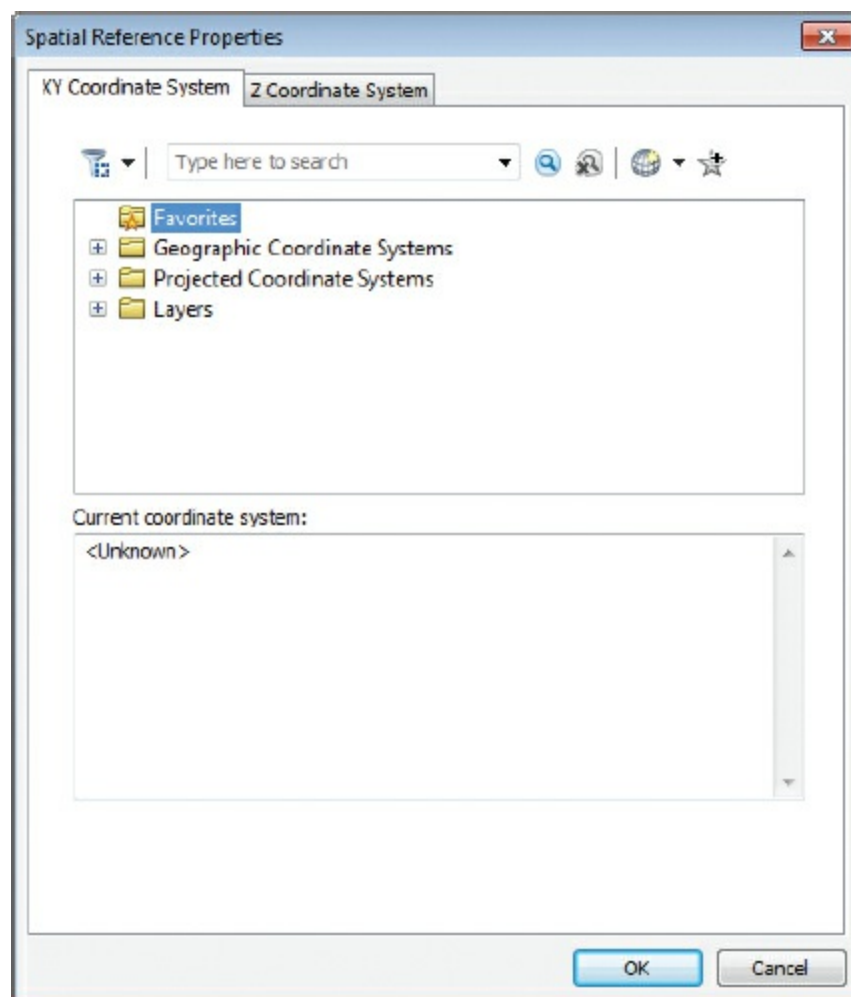 Spatial Reference Properties
XY Coordinate System Z Coordinate System
Type here to search
Favorites
Geographic Coordinate Systems
Projected Coordinate Systems
Layers
Current coordinate system:
<Unknown>
OK Cancel